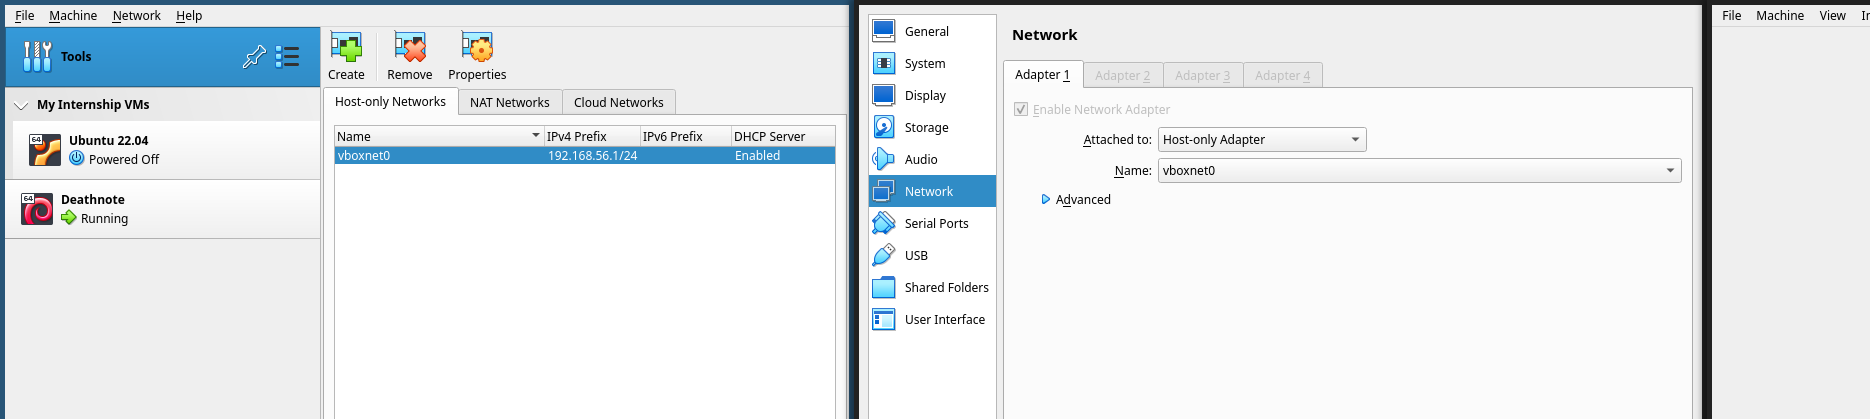 File Machine Network Help
Tools
Create Remove Properties
My Internship VMs
64 Ubuntu 22.04
Powered Off
64 Deathnote
Running
Host-only Networks NAT Networks Cloud Networks
Name IPv4 Prefix IPv6 Prefix DHCP Server
vboxnet0 192.168.56.1/24 Enabled
General
System
Display
Storage
Audio
Network
Serial Ports
USB
Shared Folders
User Interface
Network
Adapter 1 Adapter 2 Adapter 3 Adapter 4
Enable Network Adapter
Attached to: Host-only Adapter
Name: vboxnet0
Advanced
File Machine View